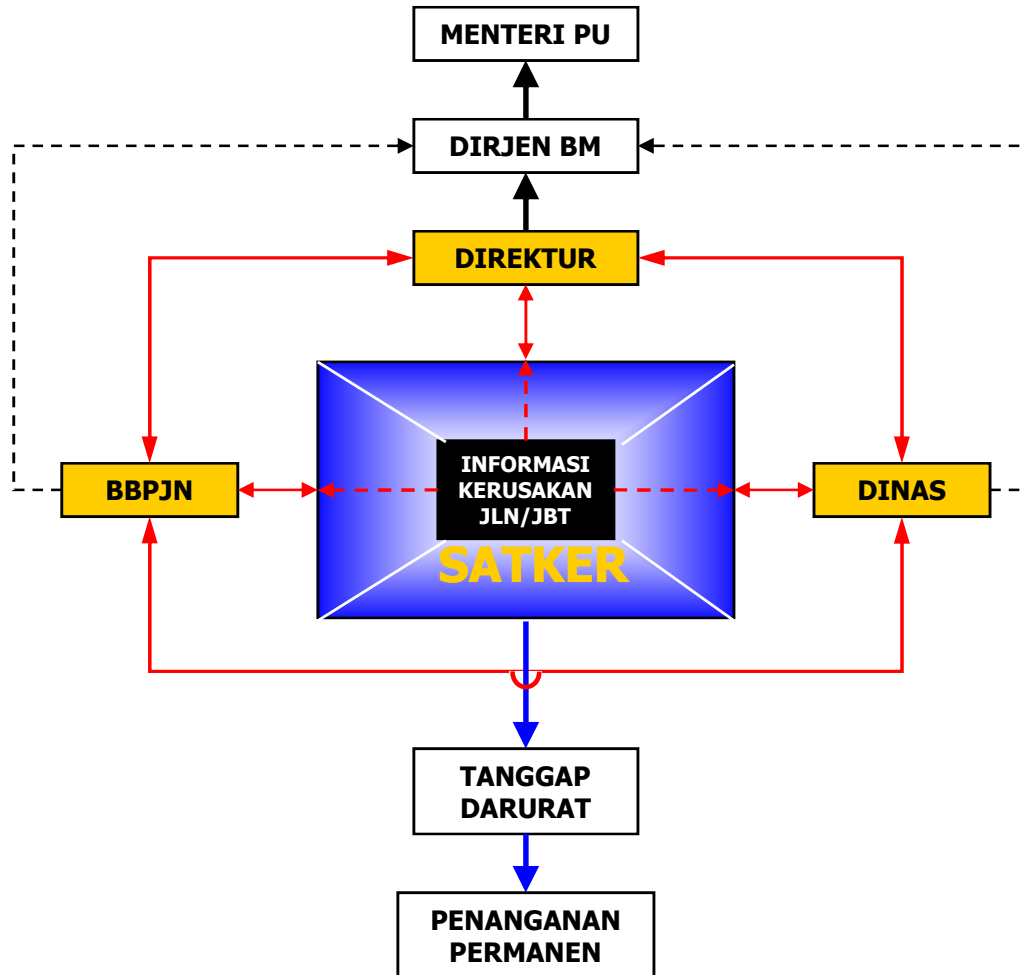 MENTERI PU
DIRJEN BM
DIREKTUR
BBPJN
INFORMASI
KERUSAKAN
JLN/JBT
SATKER
DINAS
TANGGAP
DARURAT
PENANGANAN
PERMANEN